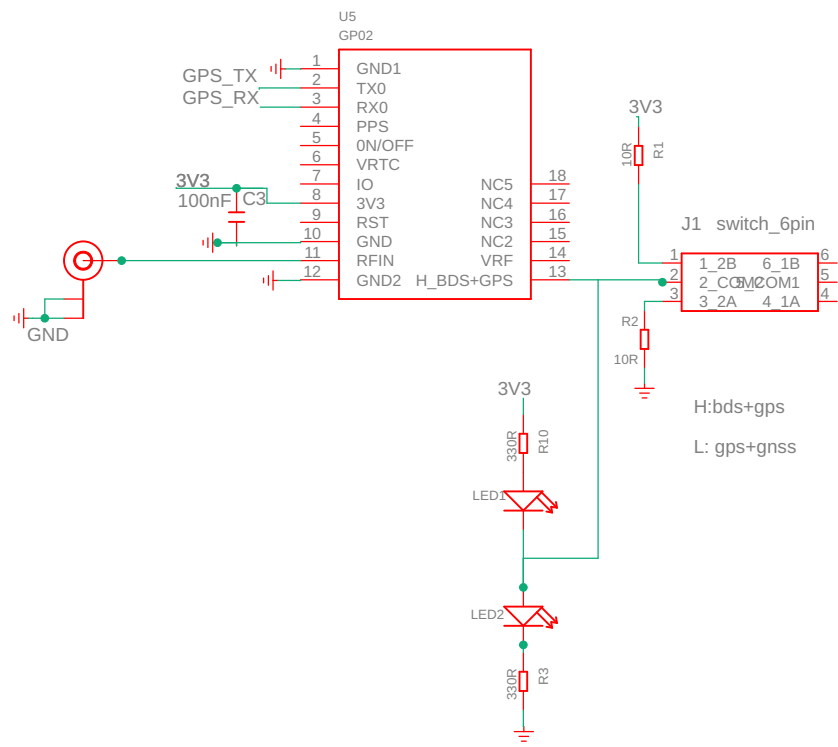 U5
GP02
1 GND1
GPS_TX 2 TX0
GPS_RX 3 RX0
4 PPS
5 0N/OFF
6 VRTC
3V3 7 IO NC5 18
100nF C3 8 3V3 NC4 17
9 RST NC3 16
10 GND NC2 15
11 RFIN VRF 14
12 GND2 H_BDS+GPS 13
GND
3V3
10R R1
J1 switch_6pin
1 1_2B 6_1B 6
2 2_COM2 5_COM1 5
3 3_2A 4_1A 4
R2
10R
H:bds+gps
L: gps+gnss
3V3
330R R10
LED1
LED2
330R R3